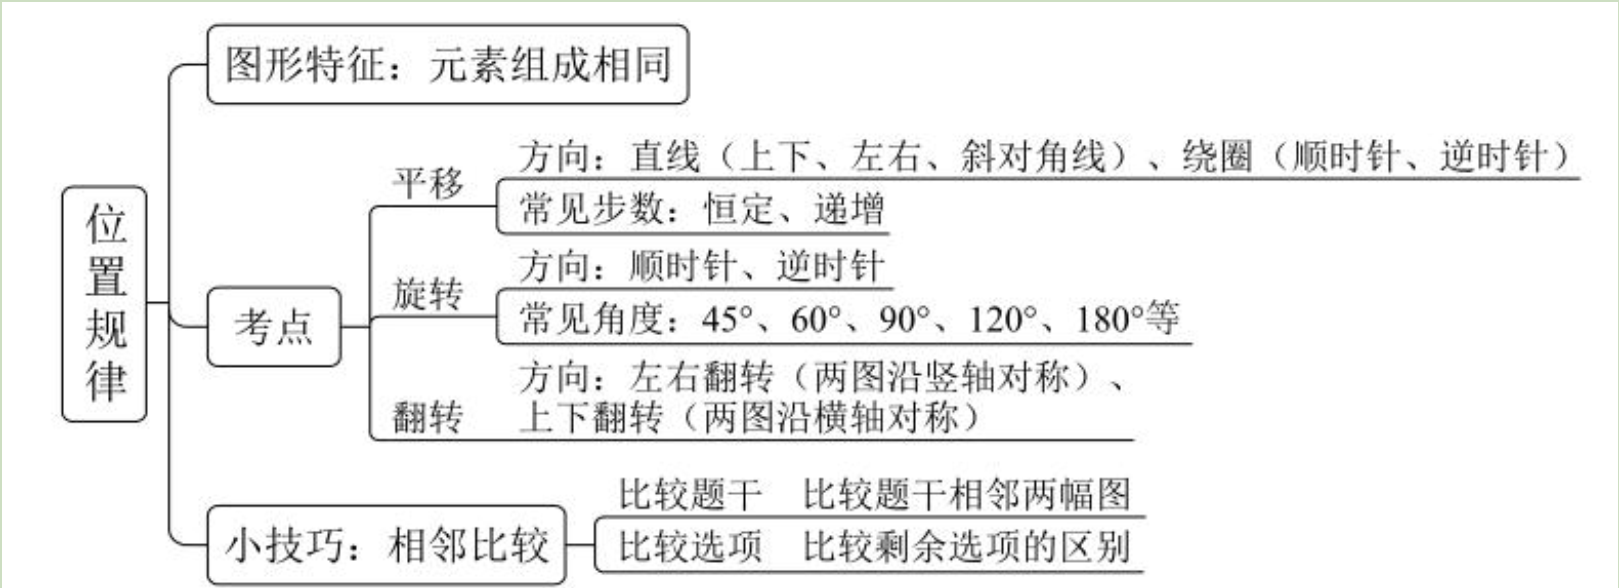 位置规律
图形特征：元素组成相同
考点
平移
方向：直线（上下、左右、斜对角线）、绕圈（顺时针、逆时针）
常见步数：恒定、递增
旋转
方向：顺时针、逆时针
常见角度：45°、60°、90°、120°、180°等
翻转
方向：左右翻转（两图沿竖轴对称）、
上下翻转（两图沿横轴对称）
小技巧：相邻比较
比较题干 比较题干相邻两幅图
比较选项 比较剩余选项的区别